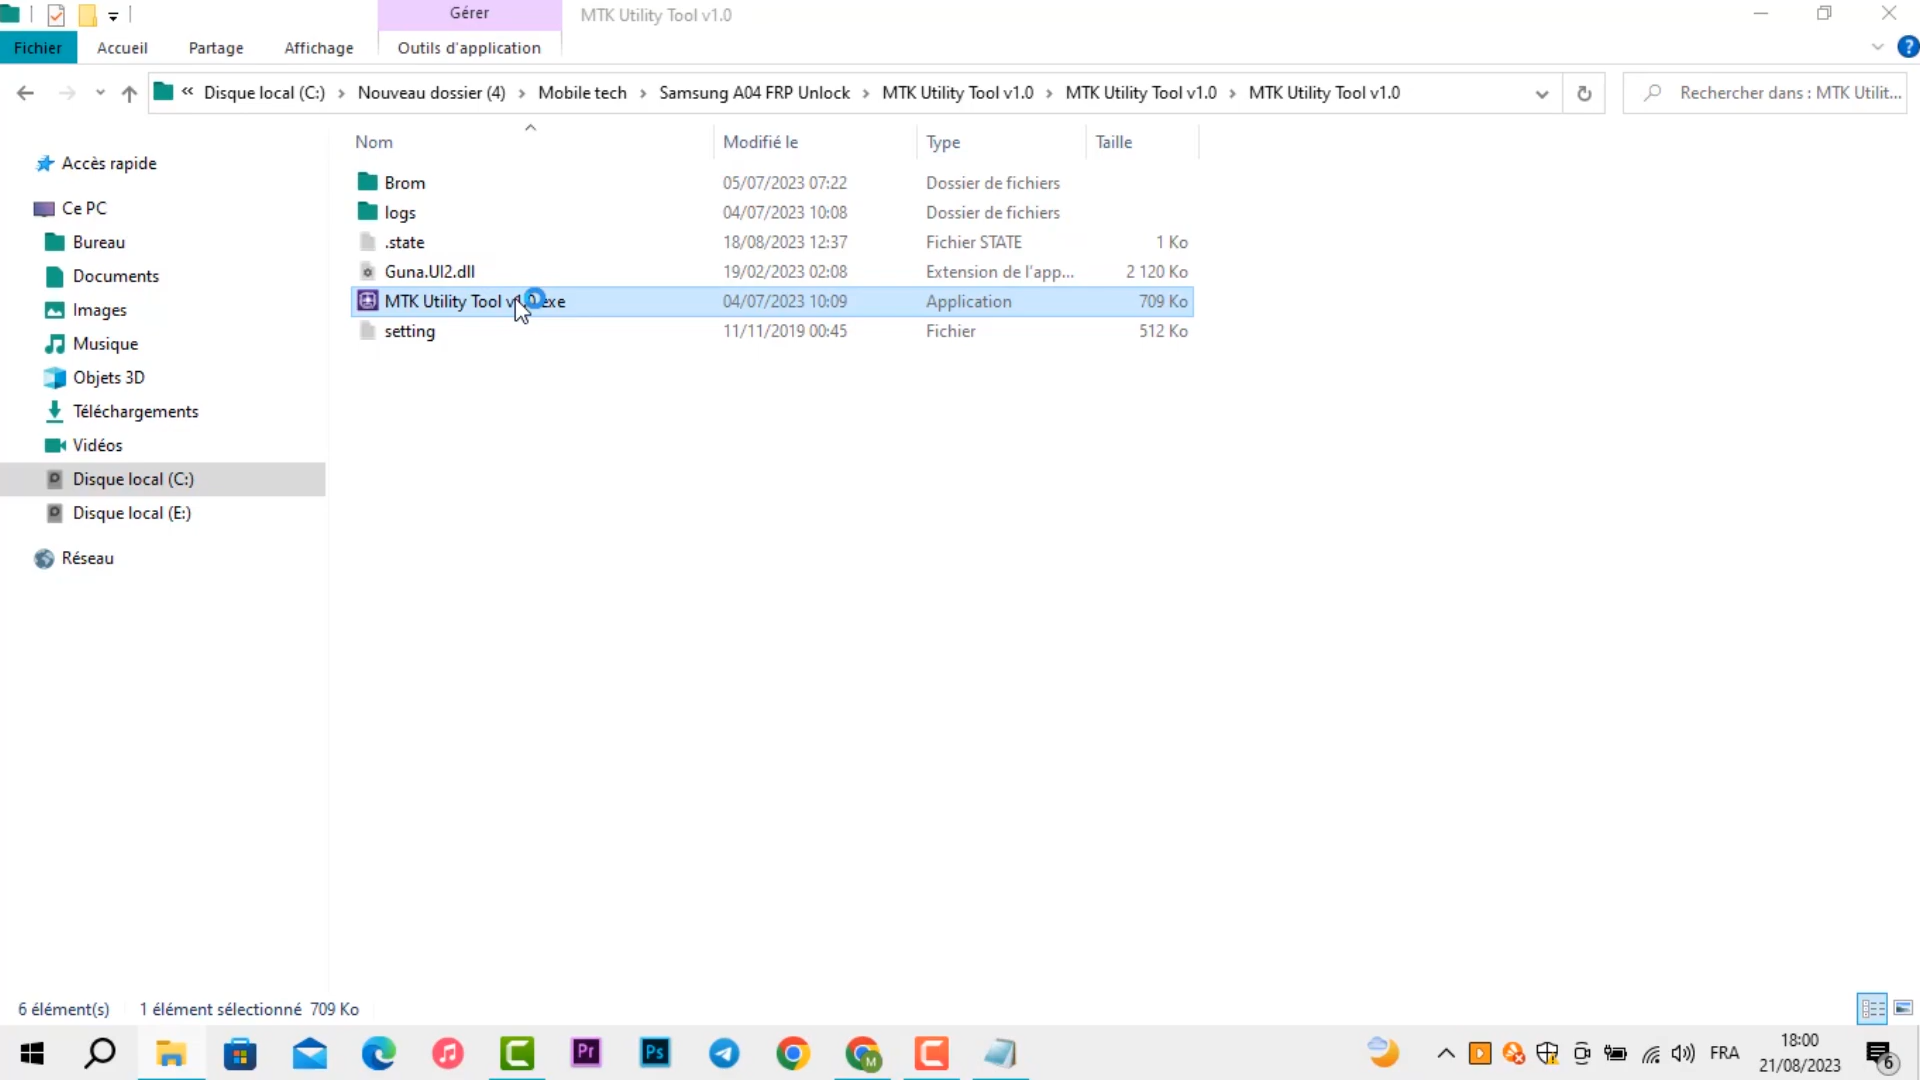 Gérer
MTK Utility Tool v1.0
Fichier
Accueil
Partage
Affichage
Outils d'application
«
Disque local (C:) › Nouveau dossier (4) › Mobile tech › Samsung A04 FRP Unlock › MTK Utility Tool v1.0 › MTK Utility Tool v1.0 › MTK Utility Tool v1.0
Rechercher dans : MTK Utilit...
Nom
Modifié le
Type
Taille
Accès rapide
Ce PC
Bureau
Documents
Images
Musique
Objets 3D
Téléchargements
Vidéos
Disque local (C:)
Disque local (E:)
Réseau
Brom 05/07/2023 07:22 Dossier de fichiers
logs 04/07/2023 10:08 Dossier de fichiers
.state 18/08/2023 12:37 Fichier STATE 1 Ko
Guna.UI2.dll 19/02/2023 02:08 Extension de l'app... 2 120 Ko
MTK Utility Tool v1.0.exe 04/07/2023 10:09 Application 709 Ko
setting 11/11/2019 00:45 Fichier 512 Ko
6 élément(s)
1 élément sélectionné 709 Ko
Pr
Ps
M
FRA
18:00
21/08/2023
6